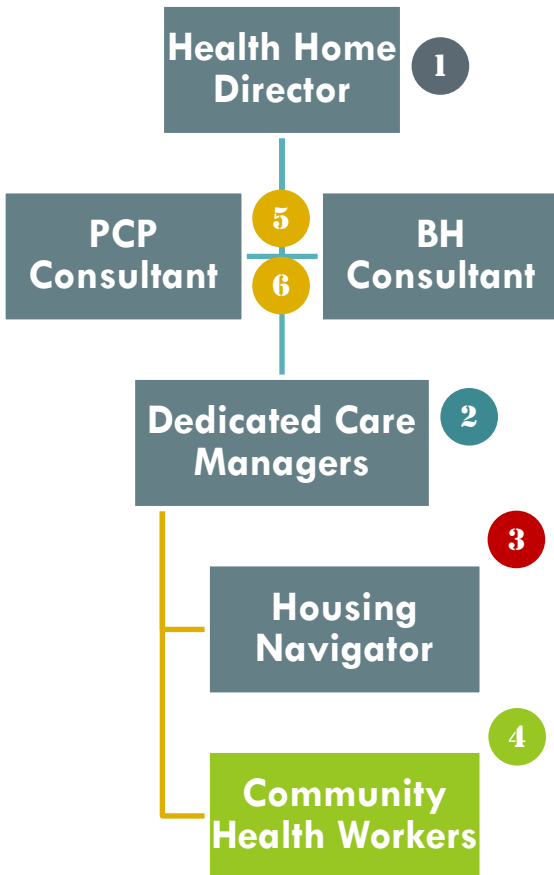 Health Home
Director
1
PCP
Consultant
5
6
BH
Consultant
Dedicated Care
Managers
2
3
Housing
Navigator
4
Community
Health Workers